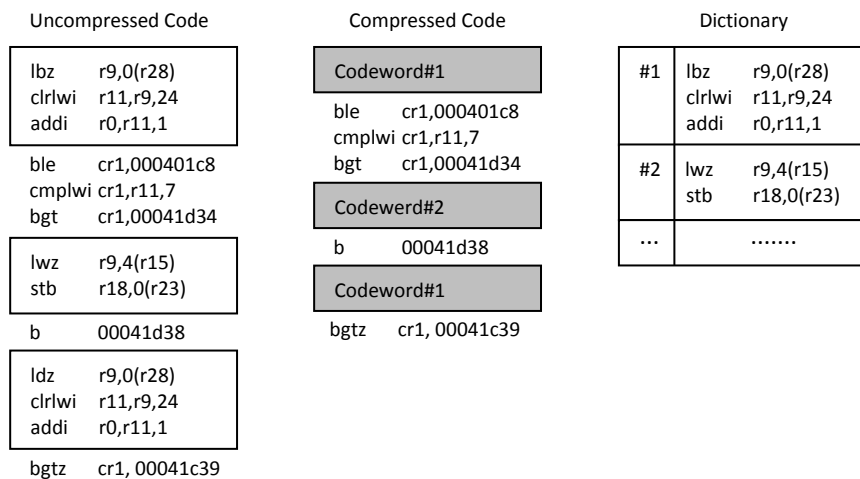 Uncompressed Code
lbz r9,0(r28)
clrlwi r11,r9,24
addi r0,r11,1
ble cr1,000401c8
cmplwi cr1,r11,7
bgt cr1,00041d34
lwz r9,4(r15)
stb r18,0(r23)
b 00041d38
ldz r9,0(r28)
clrlwi r11,r9,24
addi r0,r11,1
bgtz cr1, 00041c39
Compressed Code
Codeword#1
ble cr1,000401c8
cmplwi cr1,r11,7
bgt cr1,00041d34
Codewerd#2
b 00041d38
Codeword#1
bgtz cr1, 00041c39
Dictionary
#1 lbz r9,0(r28)
clrlwi r11,r9,24
addi r0,r11,1
#2 lwz r9,4(r15)
stb r18,0(r23)
... .......